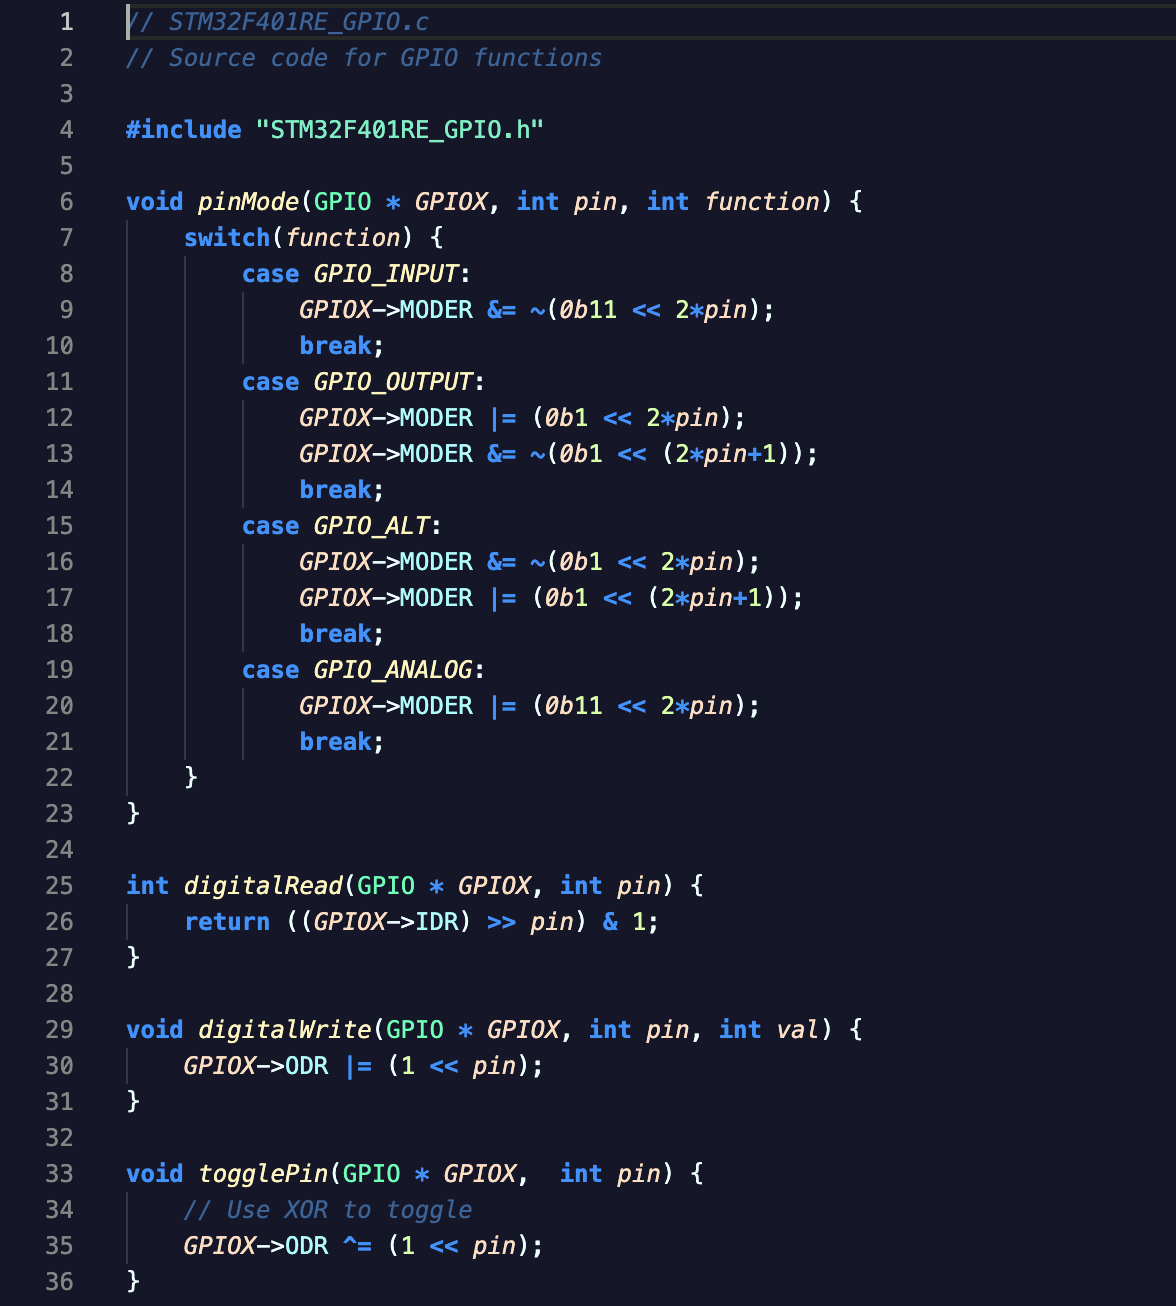 1 // STM32F401RE_GPIO.c
2 // Source code for GPIO functions
3
4 #include "STM32F401RE_GPIO.h"
5
6 void pinMode(GPIO * GPIOX, int pin, int function) {
7     switch(function) {
8         case GPIO_INPUT:
9             GPIOX->MODER &= ~(0b11 << 2*pin);
10             break;
11         case GPIO_OUTPUT:
12             GPIOX->MODER |= (0b1 << 2*pin);
13             GPIOX->MODER &= ~(0b1 << (2*pin+1));
14             break;
15         case GPIO_ALT:
16             GPIOX->MODER &= ~(0b1 << 2*pin);
17             GPIOX->MODER |= (0b1 << (2*pin+1));
18             break;
19         case GPIO_ANALOG:
20             GPIOX->MODER |= (0b11 << 2*pin);
21             break;
22     }
23 }
24
25 int digitalRead(GPIO * GPIOX, int pin) {
26     return ((GPIOX->IDR) >> pin) & 1;
27 }
28
29 void digitalWrite(GPIO * GPIOX, int pin, int val) {
30     GPIOX->ODR |= (1 << pin);
31 }
32
33 void togglePin(GPIO * GPIOX,  int pin) {
34     // Use XOR to toggle
35     GPIOX->ODR ^= (1 << pin);
36 }